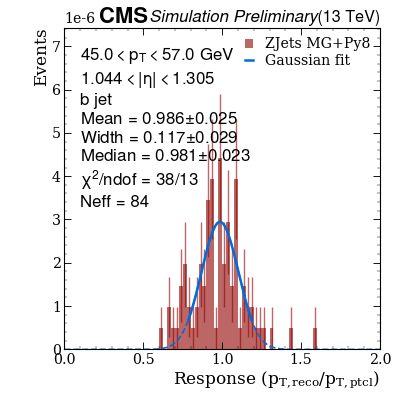 1e-6 CMS Simulation Preliminary (13 TeV)
Events
45.0 < pT < 57.0 GeV
1.044 < |η| < 1.305
b jet
Mean = 0.986±0.025
Width = 0.117±0.029
Median = 0.981±0.023
χ²/ndof = 38/13
Neff = 84
ZJets MG+Py8
Gaussian fit
7
6
5
4
3
2
1
0
0.0 0.5 1.0 1.5 2.0
Response (pT,reco/pT,ptcl)